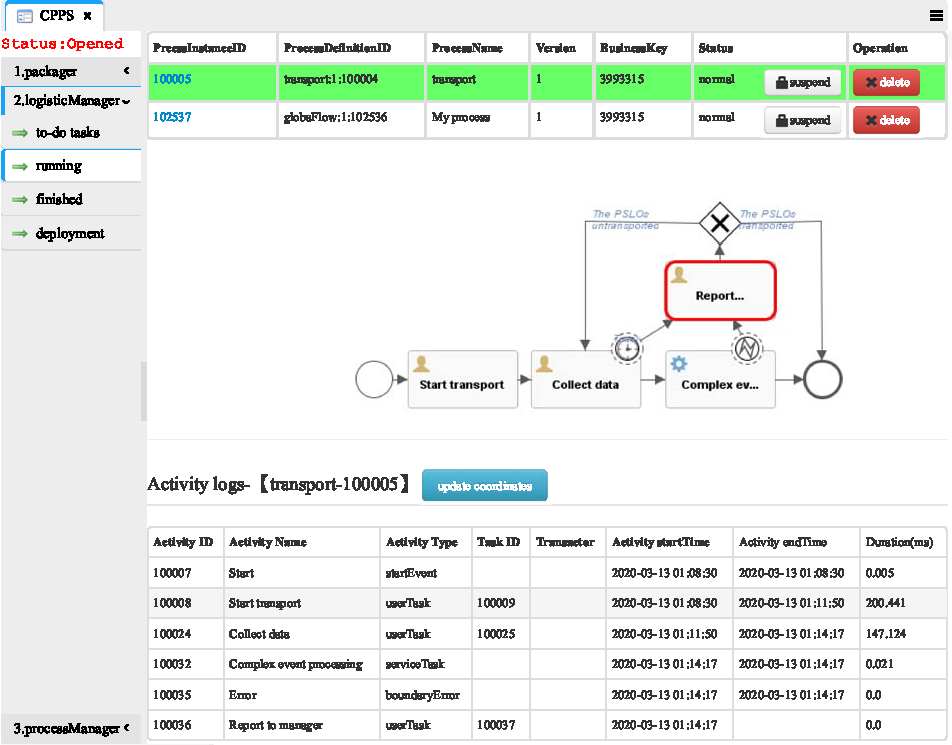 CPPS ×
Status:Opened
1.packager
2.logisticManager
to-do tasks
running
finished
deployment
3.processManager
ProessInstanceID ProcessDefinitionID ProcessName Version BusinessKey Status Operation
100005 transport:1:100004 transport 1 3993315 normal suspend delete
102537 globaFlow:1:102536 My process 1 3993315 normal suspend delete
The PSLOs
untransported
The PSLOs
transported
Report...
Start transport
Collect data
Complex ev...
Activity logs-【transport-100005】 update coordinates
Activity ID Activity Name Activity Type Task ID Activity startTime Activity endTime Duration(ms)
100007 Start startEvent 2020-03-13 01:08:30 2020-03-13 01:08:30 0.005
100008 Start transport userTask 100009 2020-03-13 01:08:30 2020-03-13 01:11:50 200.441
100024 Collect data userTask 100025 2020-03-13 01:11:50 2020-03-13 01:14:17 147.124
100032 Complex event processing serviceTask 2020-03-13 01:14:17 2020-03-13 01:14:17 0.021
100035 Error boundaryError 2020-03-13 01:14:17 2020-03-13 01:14:17 0.0
100036 Report to manager userTask 100037 2020-03-13 01:14:17 0.0